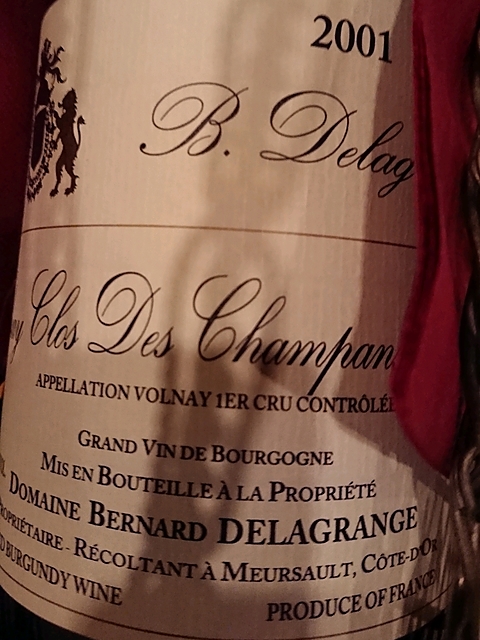 2001
B. Delag
y Clos Des Champan
APPELLATION VOLNAY 1ER CRU CONTRÔLÉE
GRAND VIN DE BOURGOGNE
MIS EN BOUTEILLE À LA PROPRIÉTÉ
DOMAINE BERNARD DELAGRANGE
ROPRIÉTAIRE - RÉCOLTANT À MEURSAULT, CÔTE-D'OR
D BURGUNDY WINE
PRODUCE OF FRANCE